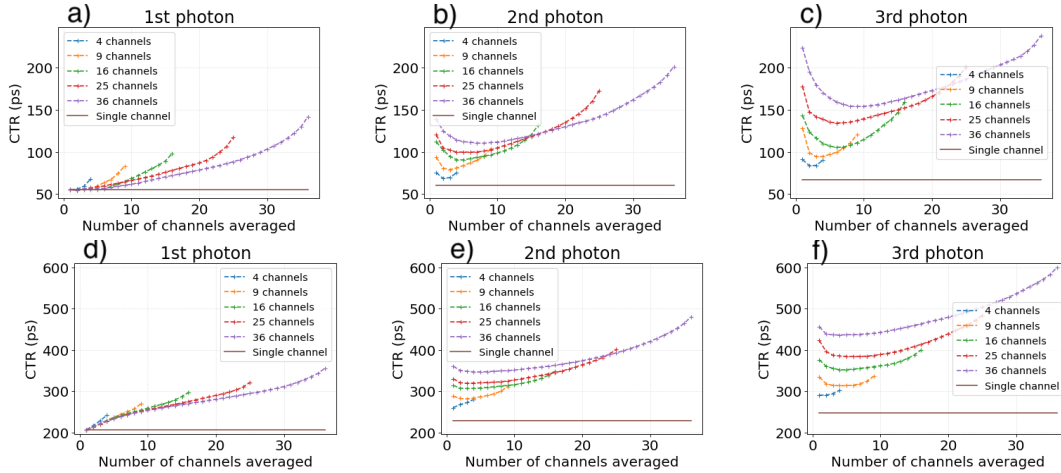 a)
1st photon
CTR (ps)
200
150
100
50
4 channels
9 channels
16 channels
25 channels
36 channels
Single channel
0 10 20 30
Number of channels averaged
b)
2nd photon
CTR (ps)
200
150
100
50
4 channels
9 channels
16 channels
25 channels
36 channels
Single channel
0 10 20 30
Number of channels averaged
c)
3rd photon
CTR (ps)
200
150
100
50
4 channels
9 channels
16 channels
25 channels
36 channels
Single channel
0 10 20 30
Number of channels averaged
d)
1st photon
CTR (ps)
600
500
400
300
200
4 channels
9 channels
16 channels
25 channels
36 channels
Single channel
0 10 20 30
Number of channels averaged
e)
2nd photon
CTR (ps)
600
500
400
300
200
4 channels
9 channels
16 channels
25 channels
36 channels
Single channel
0 10 20 30
Number of channels averaged
f)
3rd photon
CTR (ps)
600
500
400
300
200
4 channels
9 channels
16 channels
25 channels
36 channels
Single channel
0 10 20 30
Number of channels averaged